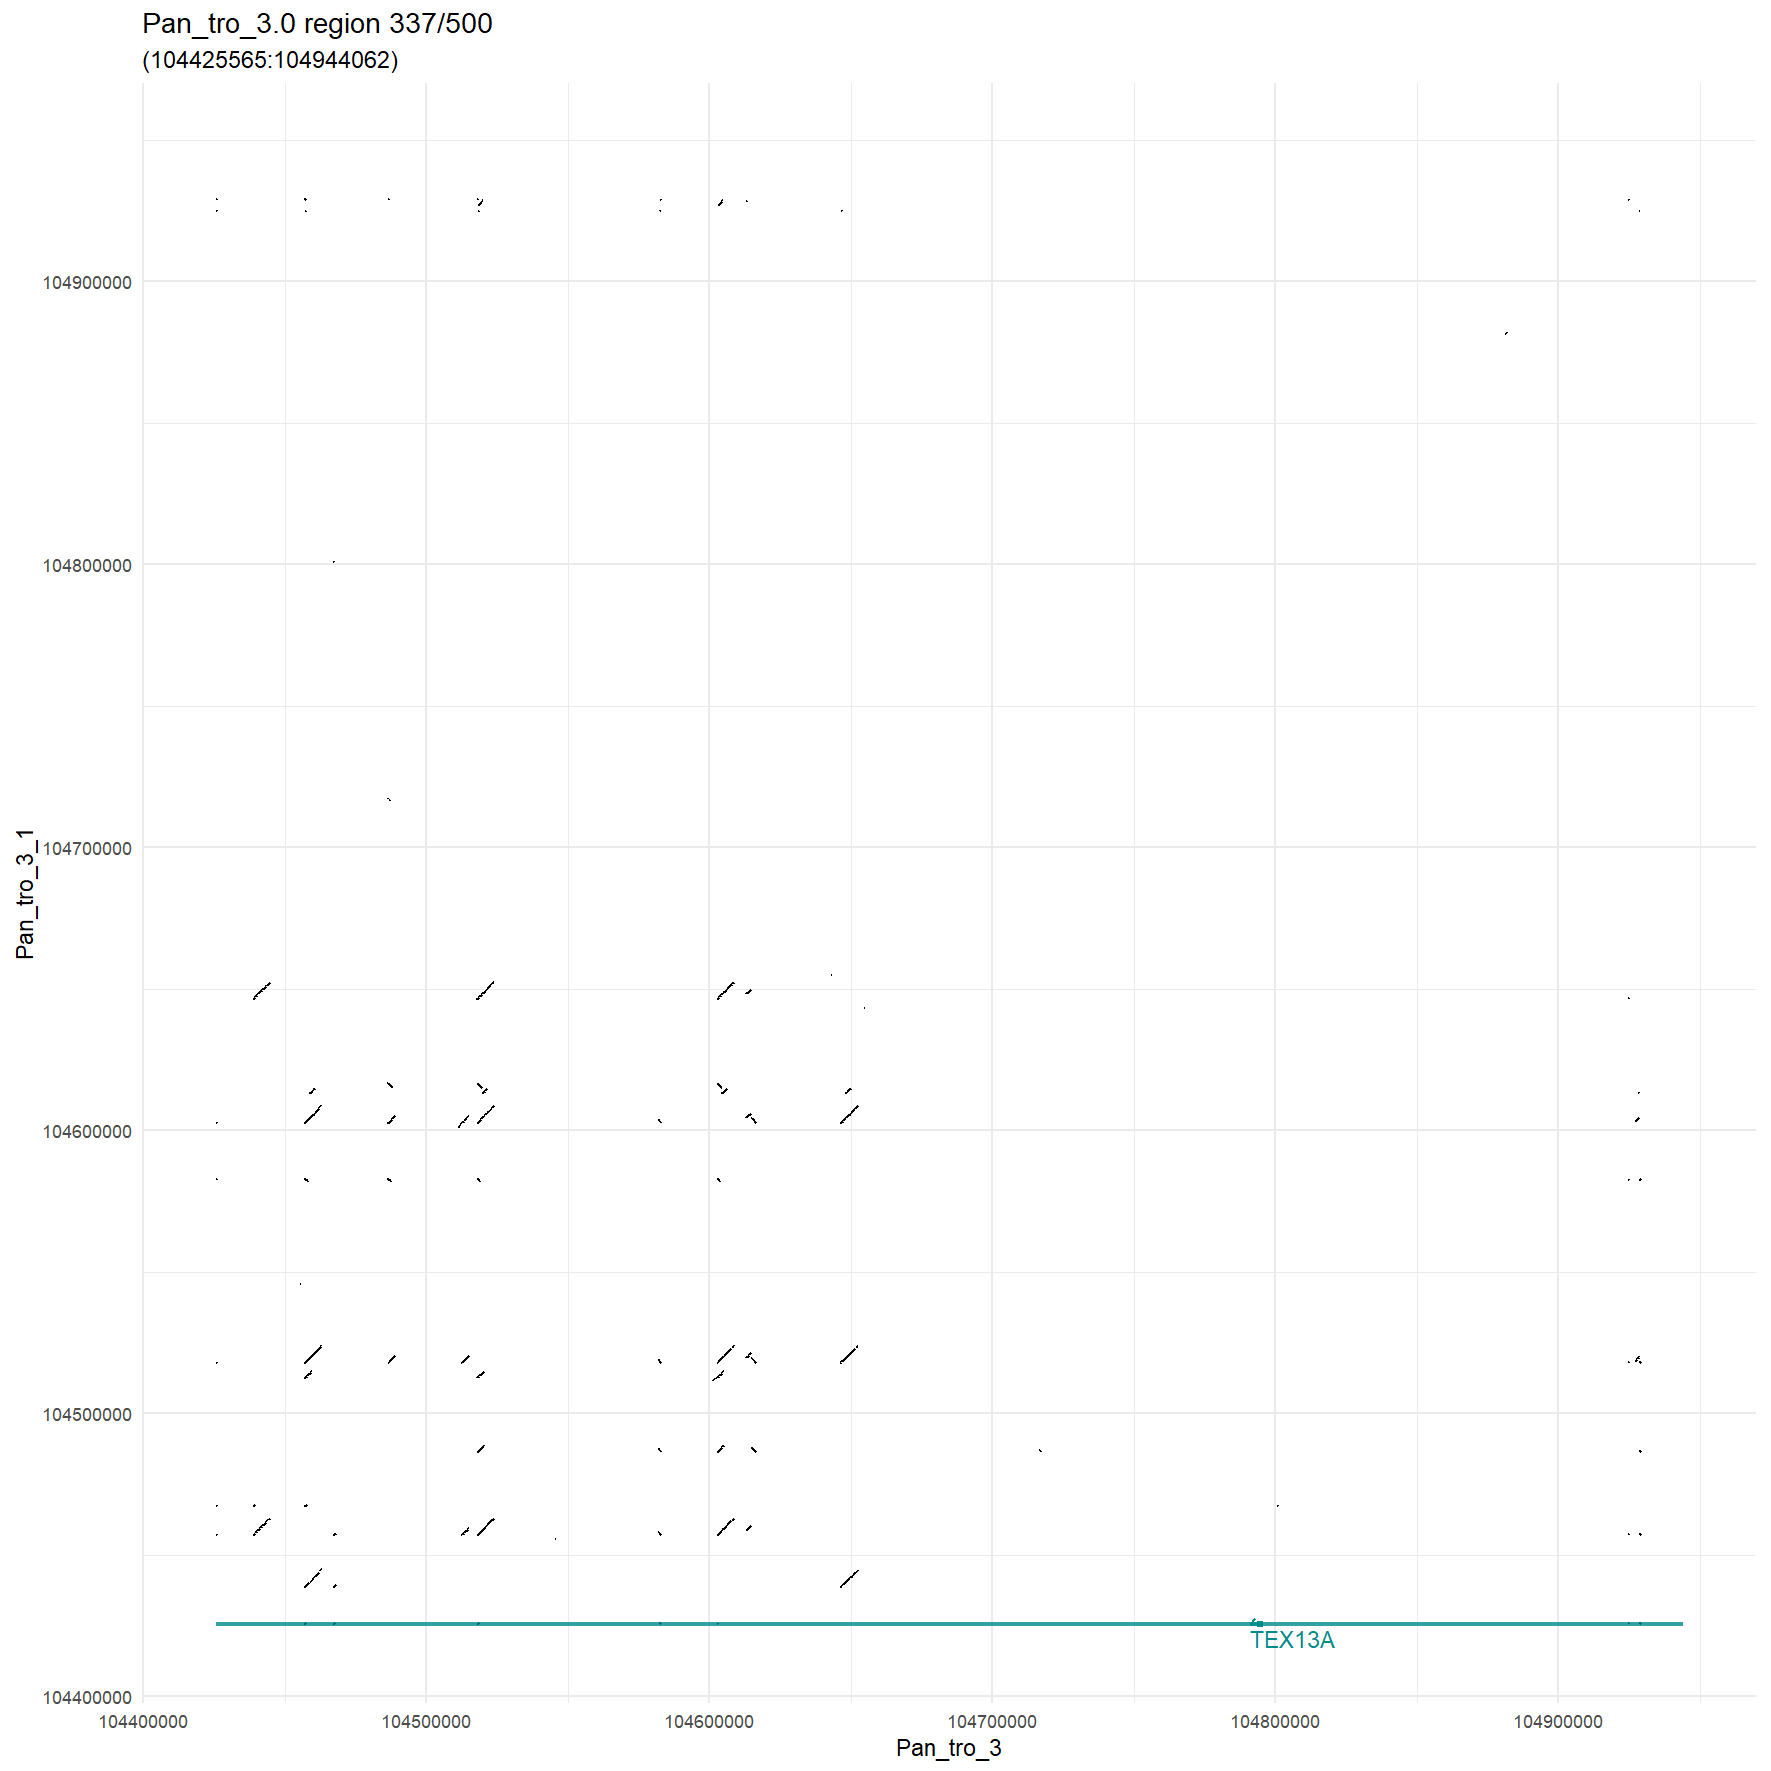 Pan_tro_3.0 region 337/500
(104425565:104944062)
104900000
104800000
Pan_tro_3_1
104700000
104600000
104500000
TEX13A
104400000
104400000 104500000 104600000 104700000 104800000 104900000
Pan_tro_3